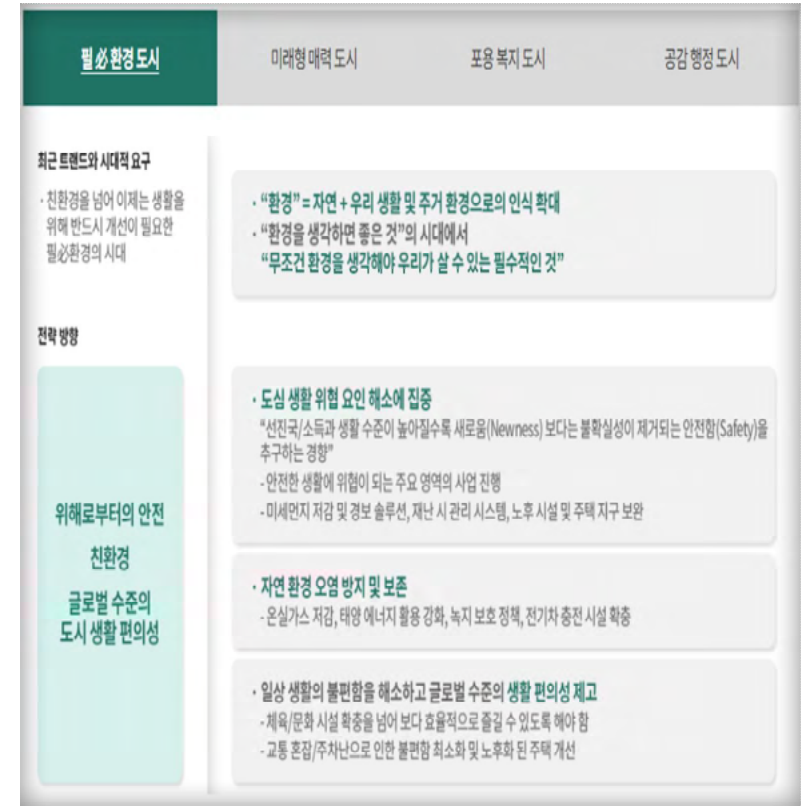 필必환경도시
미래형 매력 도시
포용 복지 도시
공감 행정 도시
최근 트랜드와 시대적 요구
· 친환경을 넘어 이제는 생활을
위해 반드시 개선이 필요한
필必환경의 시대
· “환경” = 자연 + 우리 생활 및 주거 환경으로의 인식 확대
· “환경을 생각하면 좋은 것”의 시대에서
“무조건 환경을 생각해야 우리가 살 수 있는 필수적인 것”
전략 방향
위해로부터의 안전
친환경
글로벌 수준의
도시 생활 편의성
· 도심 생활 위협 요인 해소에 집중
“선진국/소득과 생활 수준이 높아질수록 새로움(Newness) 보다는 불확실성이 제거되는 안전함(Safety)을
추구하는 경향”
- 안전한 생활에 위협이 되는 주요 영역의 사업 진행
- 미세먼지 저감 및 경보 솔루션, 재난 시 관리 시스템, 노후 시설 및 주택 지구 보완
· 자연 환경 오염 방지 및 보존
- 온실가스 저감, 태양 에너지 활용 강화, 녹지 보호 정책, 전기차 충전 시설 확충
· 일상 생활의 불편함을 해소하고 글로벌 수준의 생활 편의성 제고
- 체육/문화 시설 확충을 넘어 보다 효율적으로 즐길 수 있도록 해야 함
- 교통 혼잡/주차난으로 인한 불편함 최소화 및 노후화 된 주택 개선